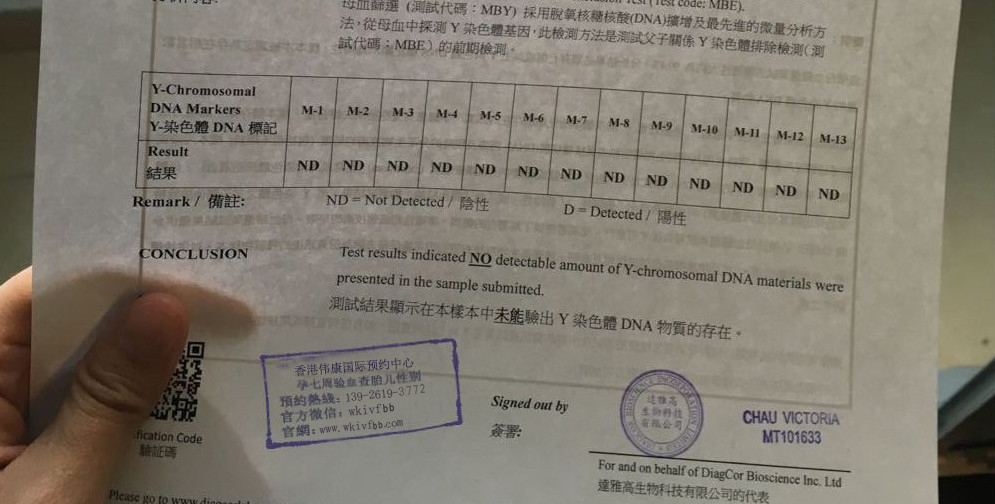 Test (Test code: MBE).
母血篩選 (測試代碼：MBY) 採用脫氧核糖核酸(DNA)擴增及最先進的微量分析方
法，從母血中探測 Y 染色體基因，此檢測方法是測試父子關係 Y 染色體排除檢測（測
試代碼：MBE）的前期檢測。
Y-Chromosomal DNA Markers Y-染色體 DNA 標記 M-1 M-2 M-3 M-4 M-5 M-6 M-7 M-8 M-9 M-10 M-11 M-12 M-13
Result 結果 ND ND ND ND ND ND ND ND ND ND ND ND ND
Remark / 備註: ND = Not Detected / 陰性 D = Detected / 陽性
CONCLUSION Test results indicated NO detectable amount of Y-chromosomal DNA materials were
presented in the sample submitted.
測試結果顯示在本樣本中未能驗出 Y 染色體 DNA 物質的存在。
香港伟康国际预约中心
孕七周验血查胎儿性别
預約熱綫: 139-2619-3772
官方微信: wkivfbb
官網: www.wkivfbb.com
Signed out by
簽署:
達雅高
生物科技
有限公司
CHAU VICTORIA
MT101633
Code
驗証碼
For and on behalf of DiagCor Bioscience Inc. Ltd
達雅高生物科技有限公司的代表
Please go to